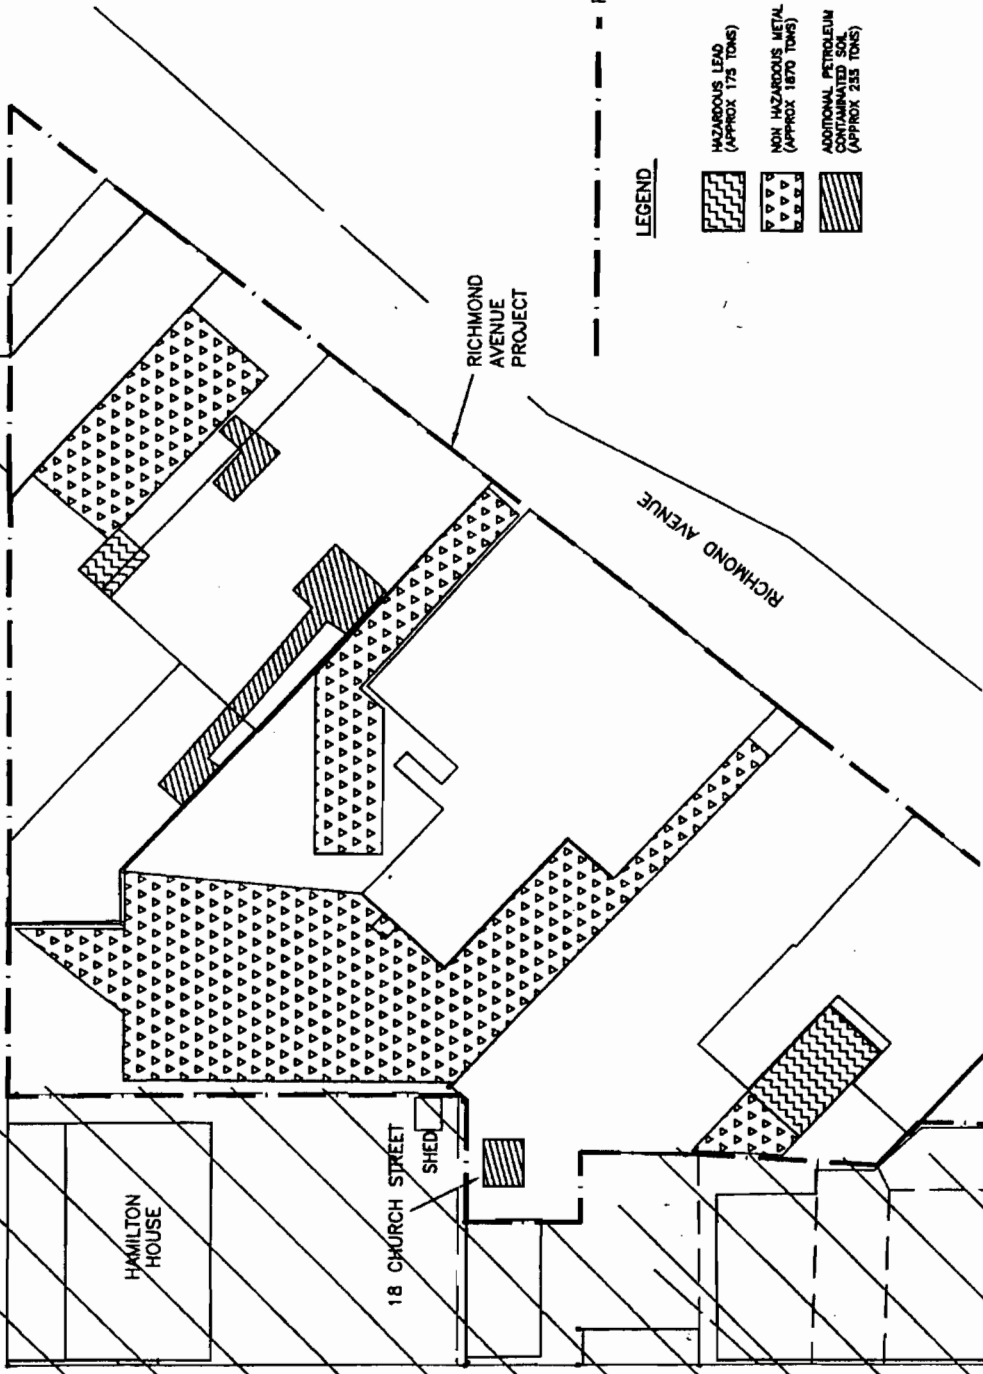 LEGEND
HAZARDOUS LEAD
(APPROX 175 TONS)
NON HAZARDOUS METAL
(APPROX 1870 TONS)
ADDITIONAL PETROLEUM
CONTAMINATED SOIL
(APPROX 255 TONS)
RICHMOND
AVENUE
PROJECT
RICHMOND AVENUE
HAMILTON
HOUSE
18 CHURCH STREET
SHED